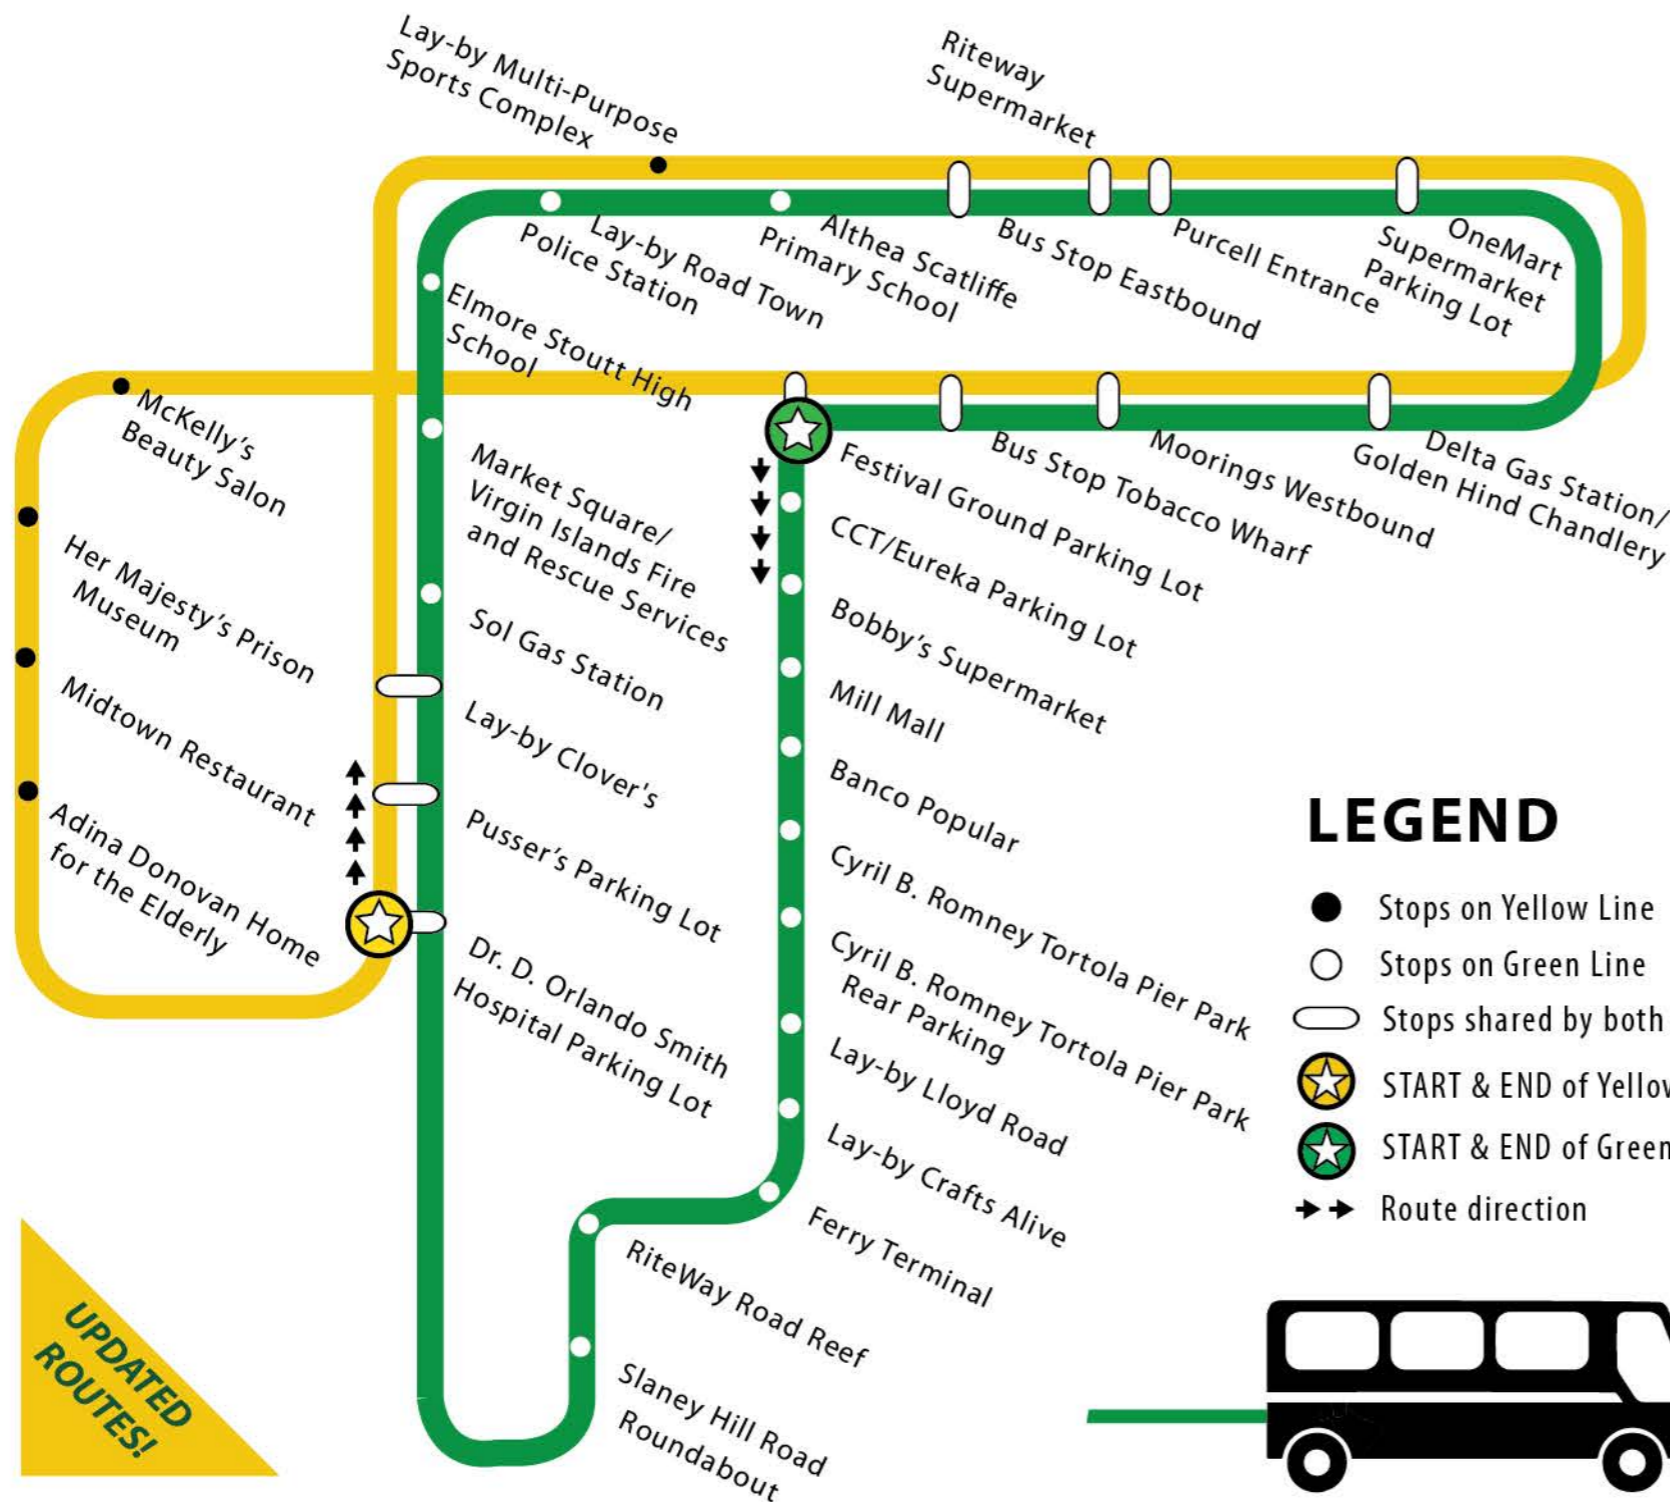 Lay-by Multi-Purpose
Sports Complex
Riteway
Supermarket
Lay-by Road Town
Police Station
Althea Scatliffe
Primary School
Bus Stop Eastbound
Purcell Entrance
OneMart
Supermarket
Parking Lot
Elmore Stoutt High
School
McKelly's
Beauty Salon
Market Square/
Virgin Islands Fire
and Rescue Services
Festival Ground Parking Lot
Bus Stop Tobacco Wharf
Moorings Westbound
Delta Gas Station/
Golden Hind Chandlery
Her Majesty's Prison
Museum
Sol Gas Station
CCT/Eureka Parking Lot
Bobby's Supermarket
Midtown Restaurant
Lay-by Clover's
Mill Mall
Banco Popular
Adina Donovan Home
for the Elderly
Pusser's Parking Lot
Cyril B. Romney Tortola Pier Park
Dr. D. Orlando Smith
Hospital Parking Lot
Cyril B. Romney Tortola Pier Park
Rear Parking
Lay-by Lloyd Road
Lay-by Crafts Alive
Ferry Terminal
RiteWay Road Reef
Slaney Hill Road
Roundabout
LEGEND
Stops on Yellow Line
Stops on Green Line
Stops shared by both
START & END of Yellow
START & END of Green
Route direction
UPDATED
ROUTES!